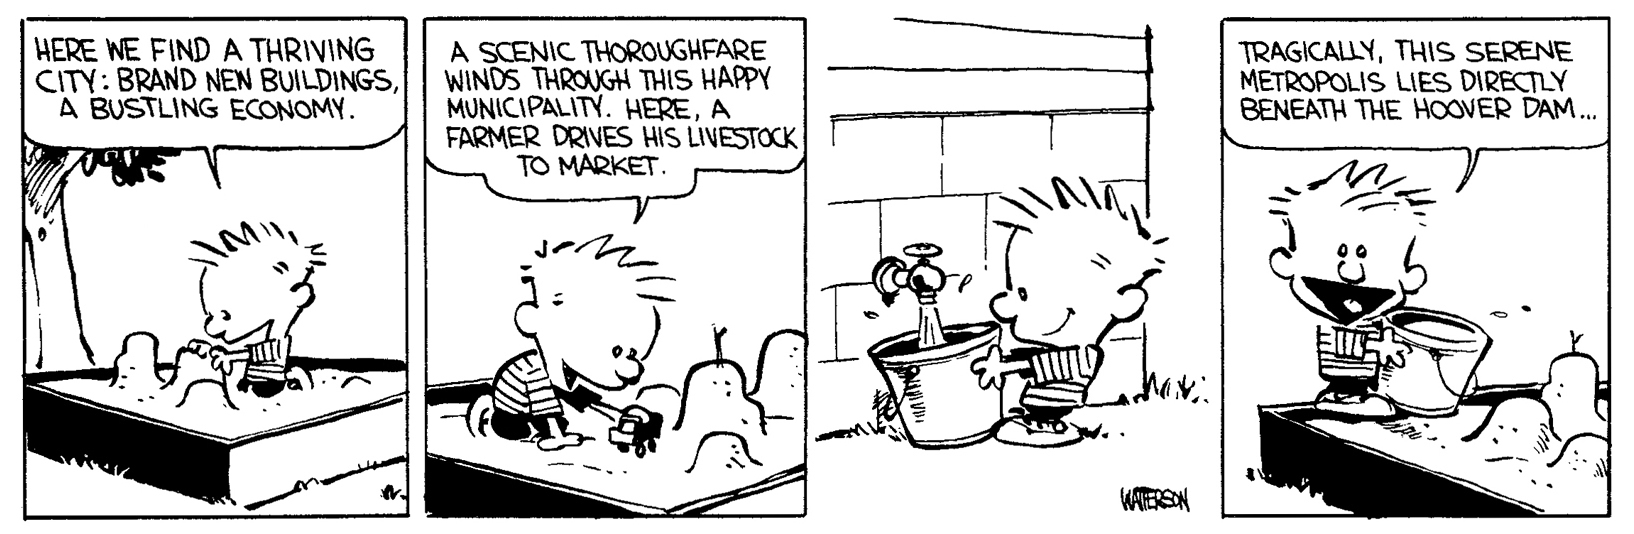 HERE WE FIND A THRIVING
CITY: BRAND NEW BUILDINGS,
A BUSTLING ECONOMY.
A SCENIC THOROUGHFARE
WINDS THROUGH THIS HAPPY
MUNICIPALITY. HERE, A
FARMER DRIVES HIS LIVESTOCK
TO MARKET.
WATTERSON
TRAGICALLY, THIS SERENE
METROPOLIS LIES DIRECTLY
BENEATH THE HOOVER DAM...